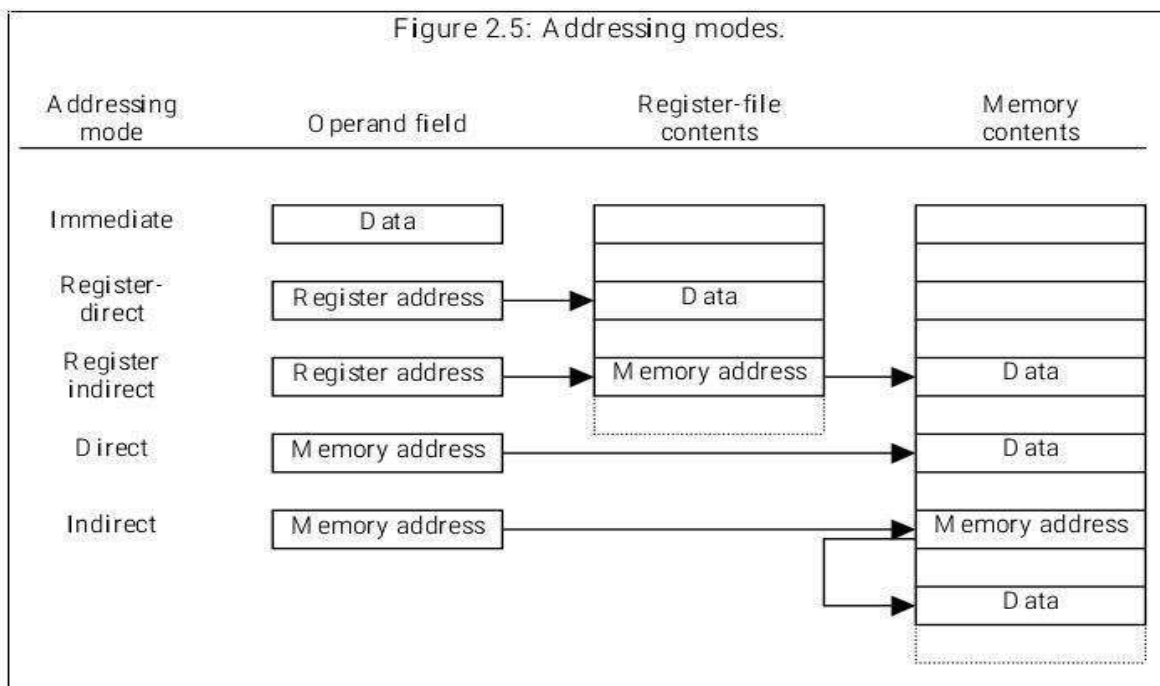 Figure 2.5: Addressing modes.
Addressing
mode
Operand field
Register-file
contents
Memory
contents
Immediate
Data
Register-
direct
Register address
Data
Register
indirect
Register address
Memory address
Data
Direct
Memory address
Data
Indirect
Memory address
Memory address
Data